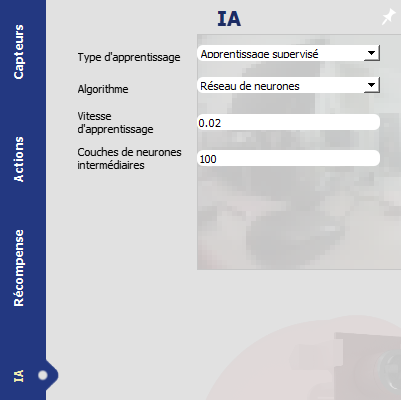 IA
Capteurs
Actions
Récompense
IA
Type d'apprentissage
Apprentissage supervisé
Algorithme
Réseau de neurones
Vitesse
d'apprentissage
0.02
Couches de neurones
intermédiaires
100